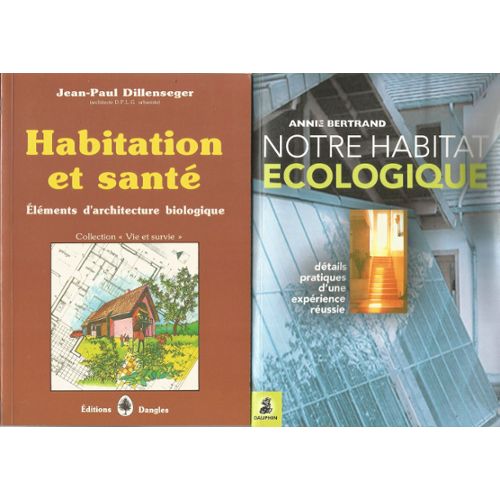 Jean-Paul Dillenseger
(architecte D.P.L.G. urbaniste)
Habitation
et santé
Éléments d'architecture biologique
Collection « Vie et survie »
Éditions Dangles
ANNIE BERTRAND
NOTRE HABITAT
ECOLOGIQUE
détails
pratiques
d'une
expérience
réussie
DAUPHIN